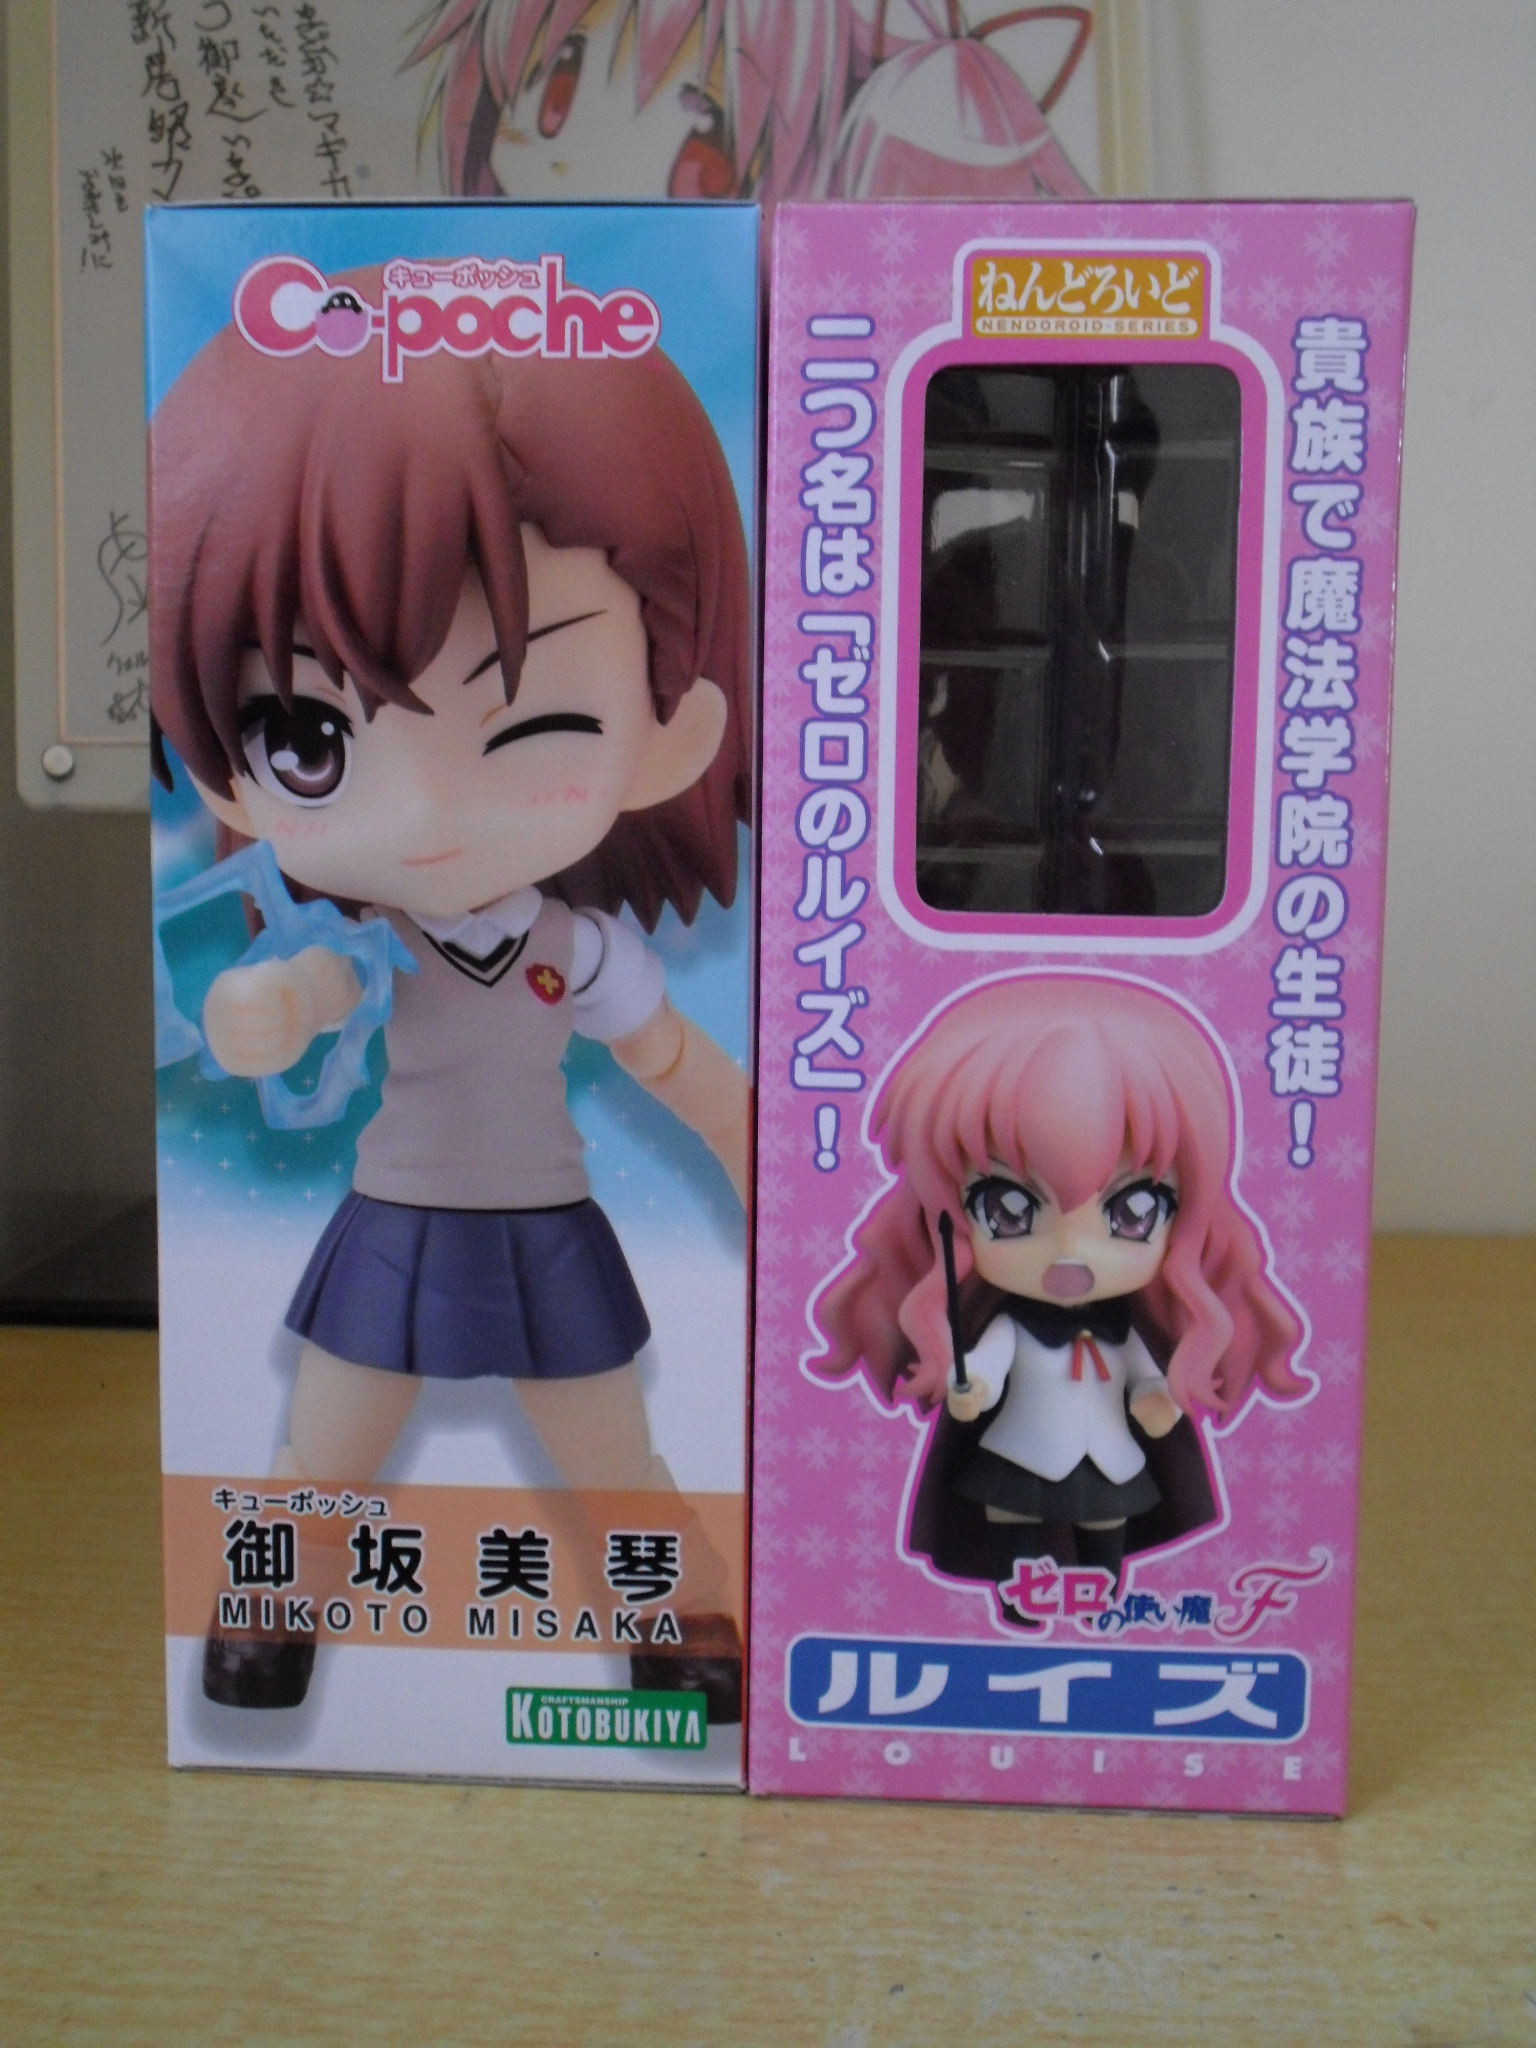 キューポッシュ
Cu-poche
キューポッシュ
御坂美琴
MIKOTO MISAKA
CRAFTSMANSHIP
KOTOBUKIYA
ねんどろいど
NENDOROID・SERIES
貴族で魔法学院の生徒!
二つ名は「ゼロのルイズ」!
ゼロの使い魔F
ルイズ
LOUISE